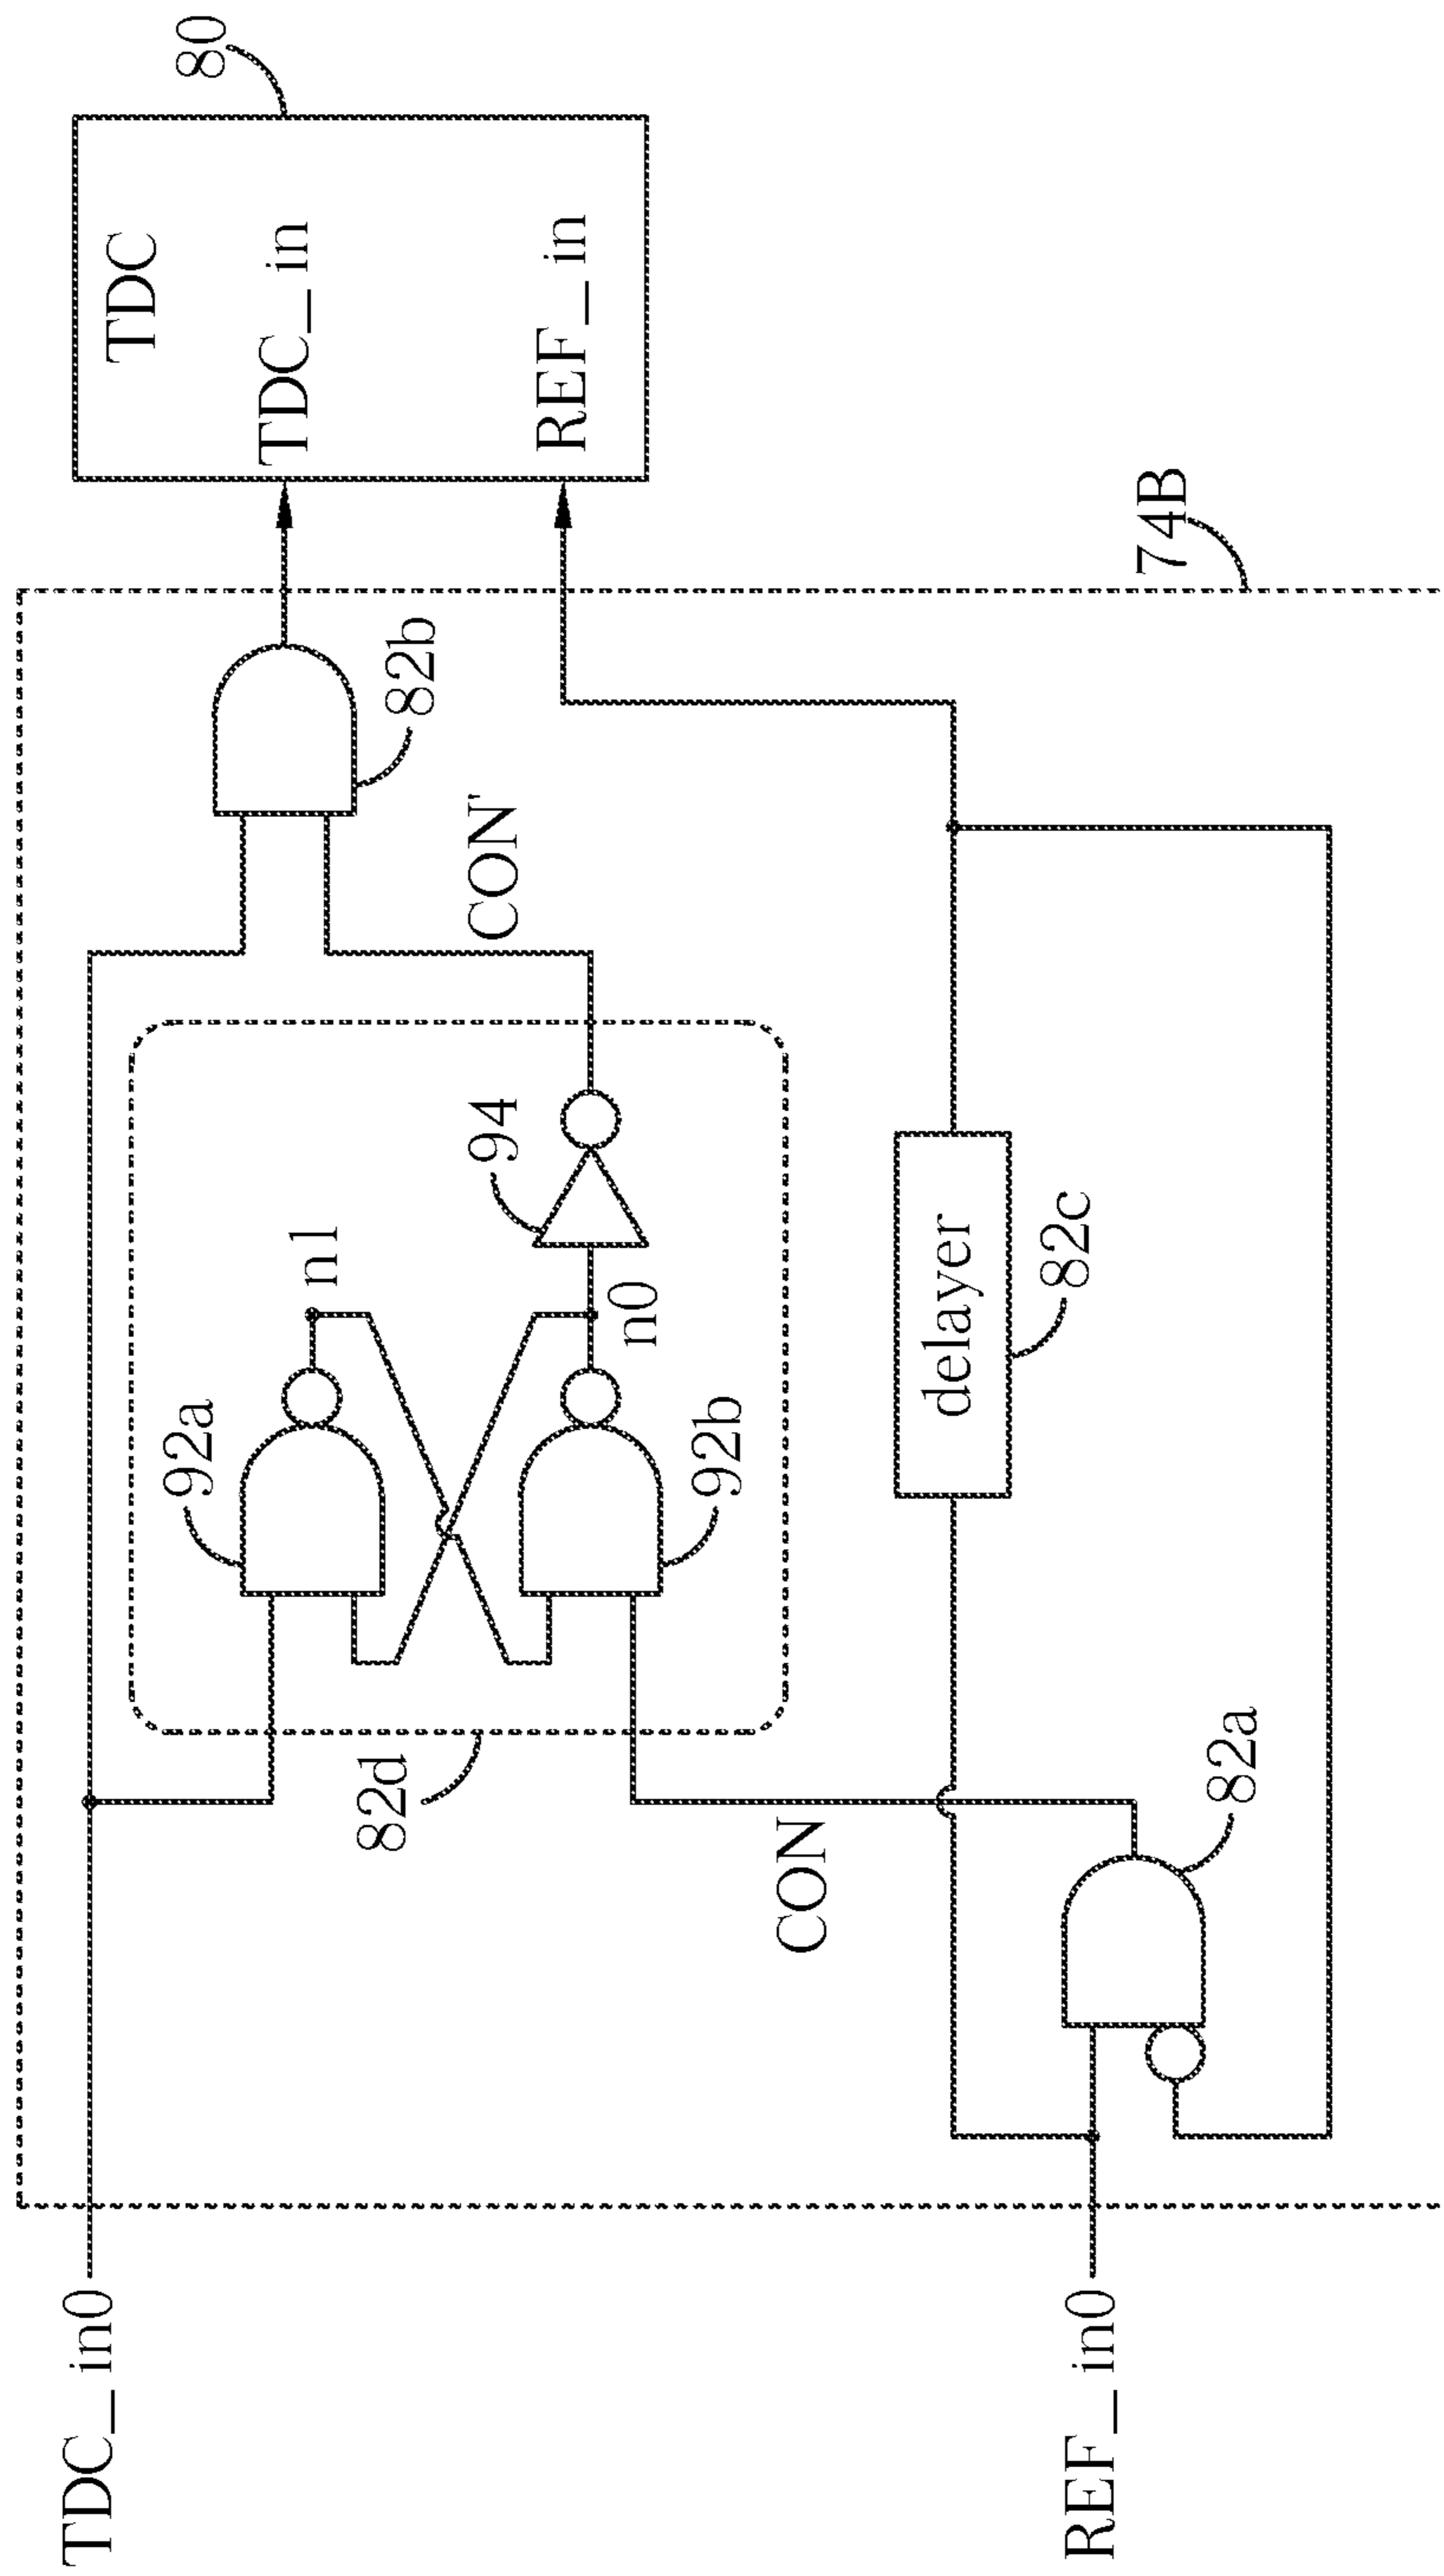 TDC_in0
REF_in0
82d
92a
92b
n1
n0
94
CON
CON'
82a
82b
delayer
82c
TDC
TDC_in
REF_in
80
74B